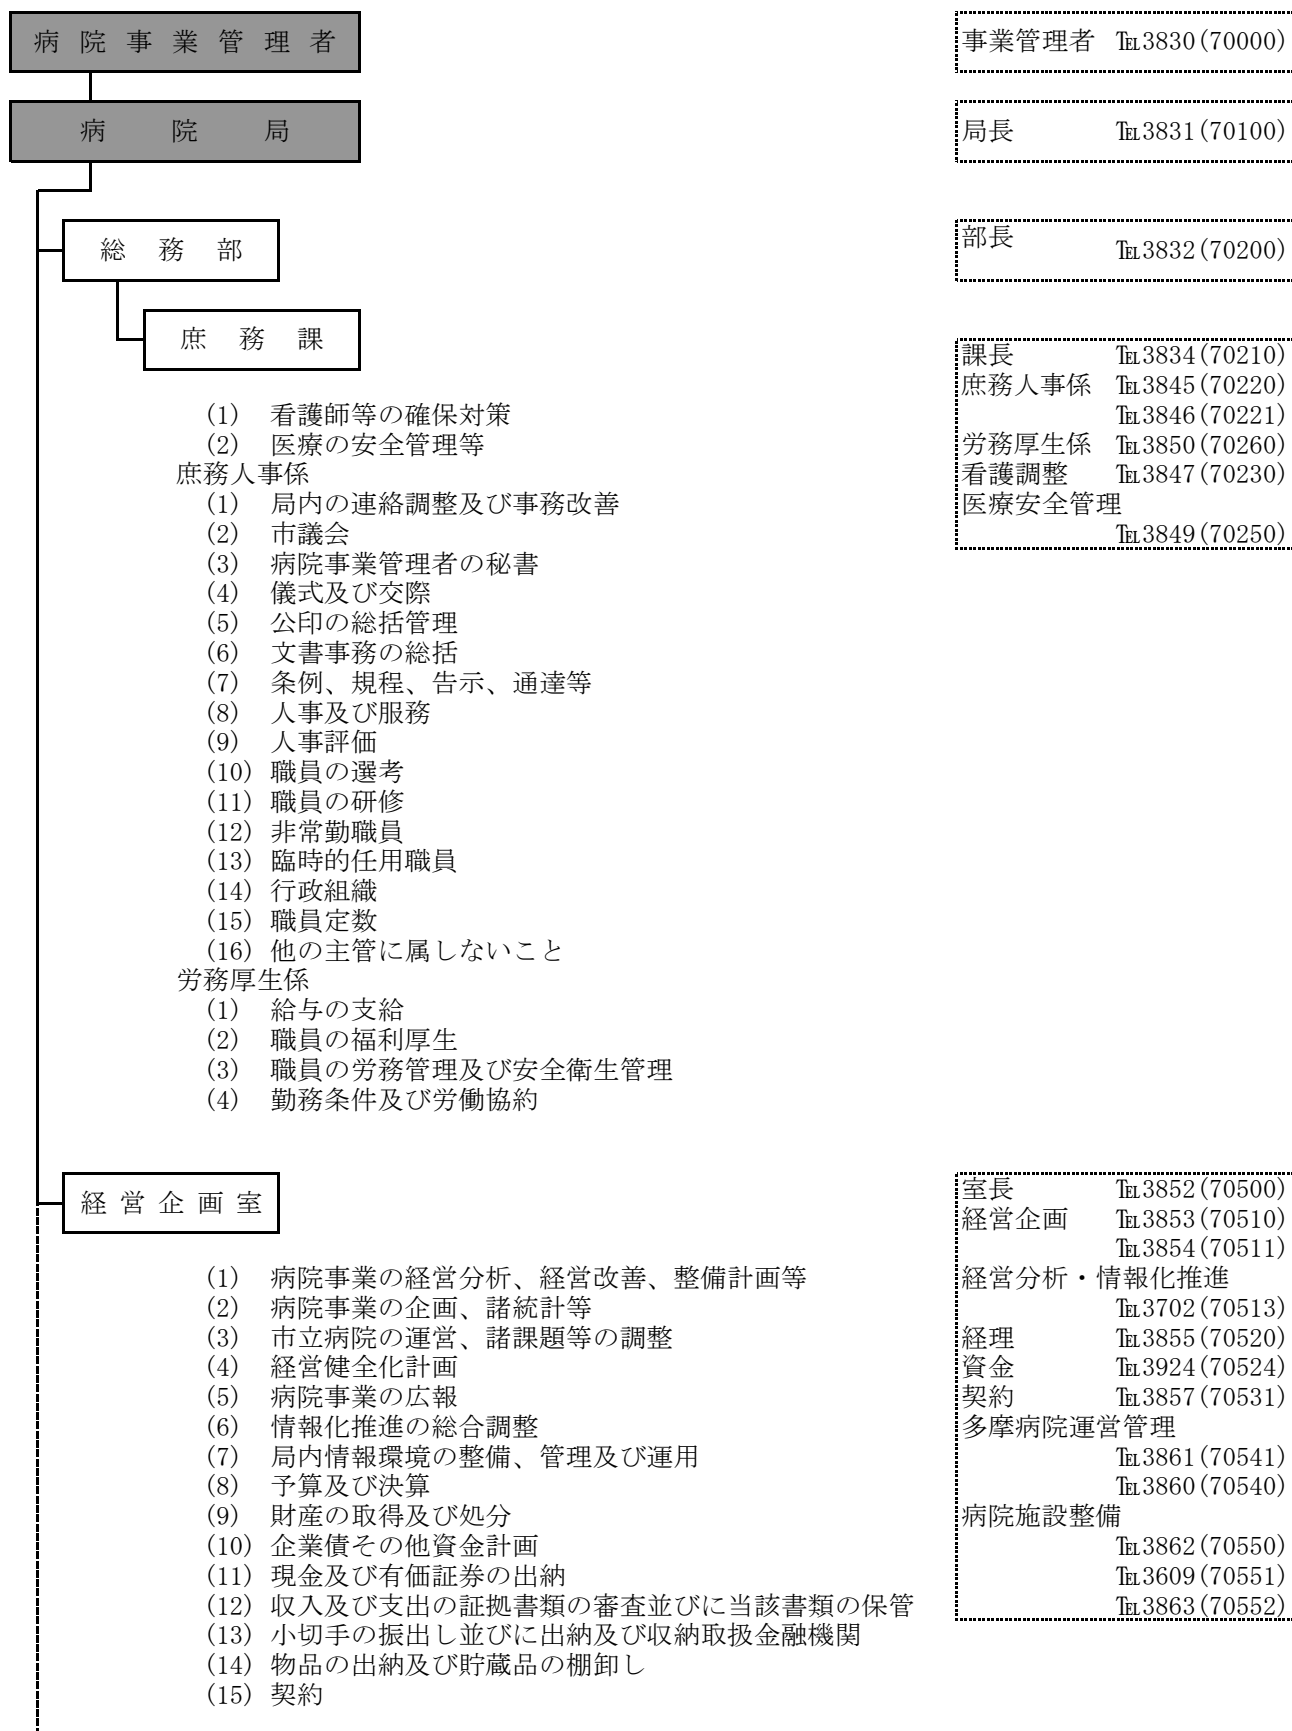 病院事業管理者
事業管理者 ℡3830(70000)
病院局
局長 ℡3831(70100)
総務部
部長 ℡3832(70200)
庶務課
課長 ℡3834(70210)
庶務人事係 ℡3845(70220)
℡3846(70221)
労務厚生係 ℡3850(70260)
看護調整 ℡3847(70230)
医療安全管理
℡3849(70250)
(1) 看護師等の確保対策
(2) 医療の安全管理等
庶務人事係
(1) 局内の連絡調整及び事務改善
(2) 市議会
(3) 病院事業管理者の秘書
(4) 儀式及び交際
(5) 公印の総括管理
(6) 文書事務の総括
(7) 条例、規程、告示、通達等
(8) 人事及び服務
(9) 人事評価
(10) 職員の選考
(11) 職員の研修
(12) 非常勤職員
(13) 臨時的任用職員
(14) 行政組織
(15) 職員定数
(16) 他の主管に属しないこと
労務厚生係
(1) 給与の支給
(2) 職員の福利厚生
(3) 職員の労務管理及び安全衛生管理
(4) 勤務条件及び労働協約
経営企画室
室長 ℡3852(70500)
経営企画 ℡3853(70510)
℡3854(70511)
経営分析・情報化推進
℡3702(70513)
経理 ℡3855(70520)
資金 ℡3924(70524)
契約 ℡3857(70531)
多摩病院運営管理
℡3861(70541)
℡3860(70540)
病院施設整備
℡3862(70550)
℡3609(70551)
℡3863(70552)
(1) 病院事業の経営分析、経営改善、整備計画等
(2) 病院事業の企画、諸統計等
(3) 市立病院の運営、諸課題等の調整
(4) 経営健全化計画
(5) 病院事業の広報
(6) 情報化推進の総合調整
(7) 局内情報環境の整備、管理及び運用
(8) 予算及び決算
(9) 財産の取得及び処分
(10) 企業債その他資金計画
(11) 現金及び有価証券の出納
(12) 収入及び支出の証拠書類の審査並びに当該書類の保管
(13) 小切手の振出し並びに出納及び収納取扱金融機関
(14) 物品の出納及び貯蔵品の棚卸し
(15) 契約